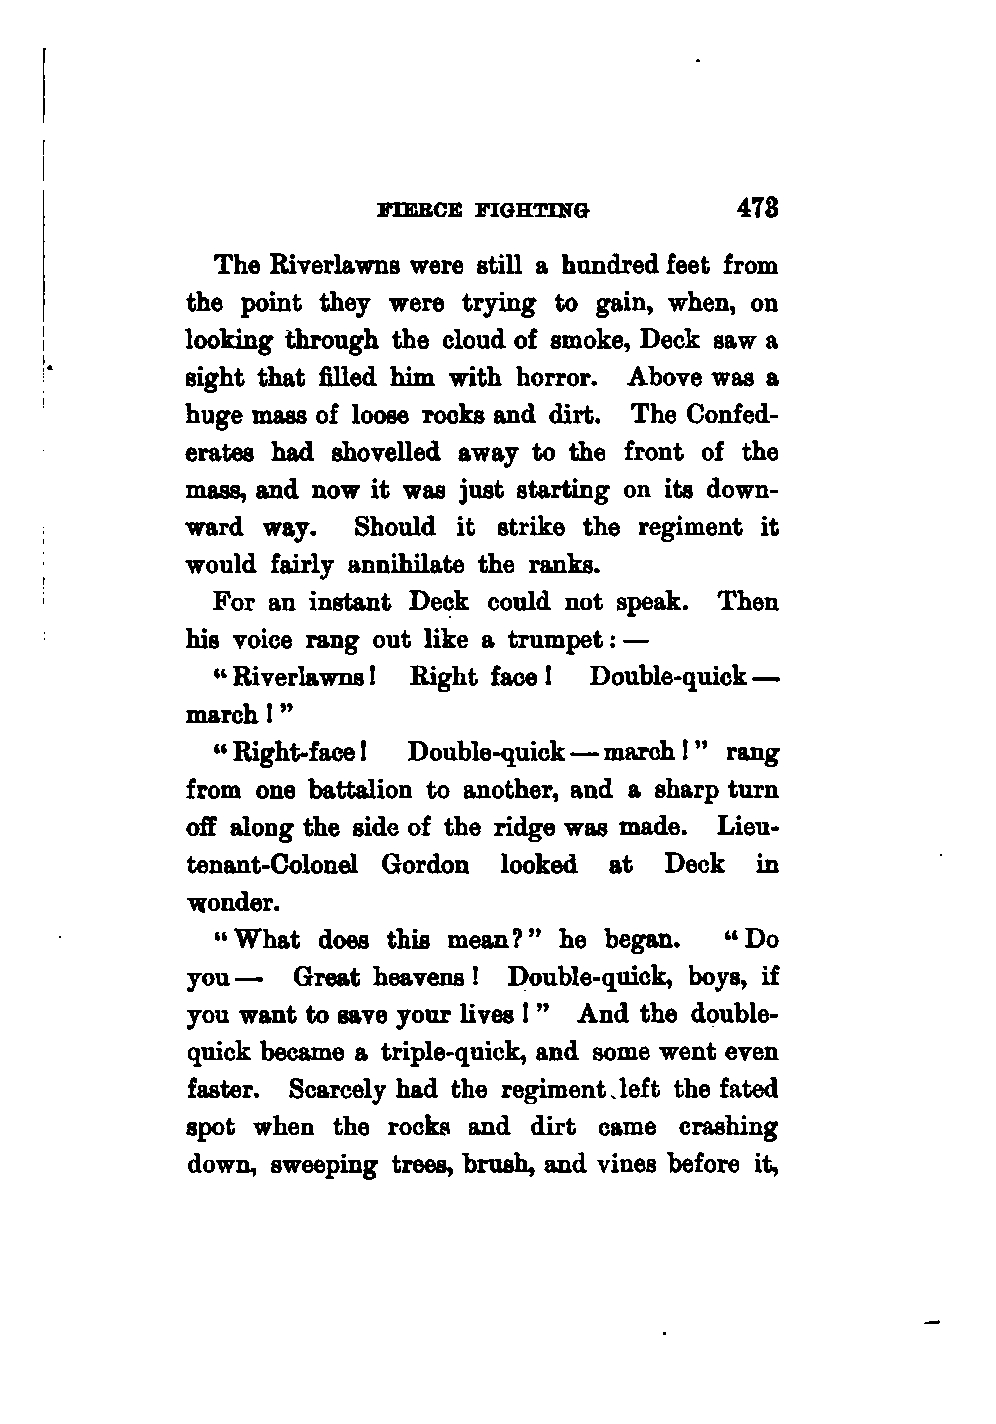 FIERCE FIGHTING 473
The Riverlawns were still a hundred feet from
the point they were trying to gain, when, on
looking through the cloud of smoke, Deck saw a
sight that filled him with horror. Above was a
huge mass of loose rocks and dirt. The Confed-
erates had shovelled away to the front of the
mass, and now it was just starting on its down-
ward way. Should it strike the regiment it
would fairly annihilate the ranks.
For an instant Deck could not speak. Then
his voice rang out like a trumpet: —
“Riverlawns! Right face! Double-quick —
march!”
“Right-face! Double-quick — march!” rang
from one battalion to another, and a sharp turn
off along the side of the ridge was made. Lieu-
tenant-Colonel Gordon looked at Deck in
wonder.
“What does this mean?” he began. “Do
you — Great heavens! Double-quick, boys, if
you want to save your lives!” And the double-
quick became a triple-quick, and some went even
faster. Scarcely had the regiment left the fated
spot when the rocks and dirt came crashing
down, sweeping trees, brush, and vines before it,